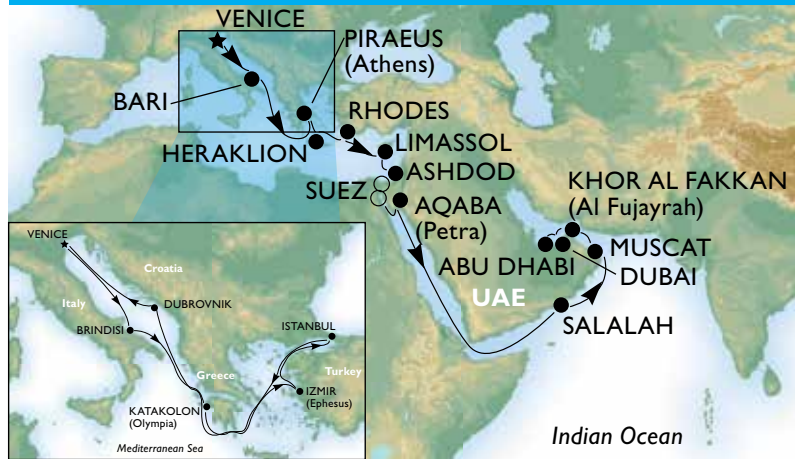 VENICE
PIRAEUS
(Athens)
BARI
RHODES
HERAKLION
LIMASSOL
ASHDOD
SUEZ
AQABA
(Petra)
KHOR AL FAKKAN
(Al Fujayrah)
MUSCAT
ABU DHABI
DUBAI
UAE
SALALAH
Indian Ocean
VENICE
Croatia
Italy
DUBROVNIK
BRINDISI
ISTANBUL
Greece
Turkey
IZMIR
(Ephesus)
KATAKOLON
(Olympia)
Mediterranean Sea